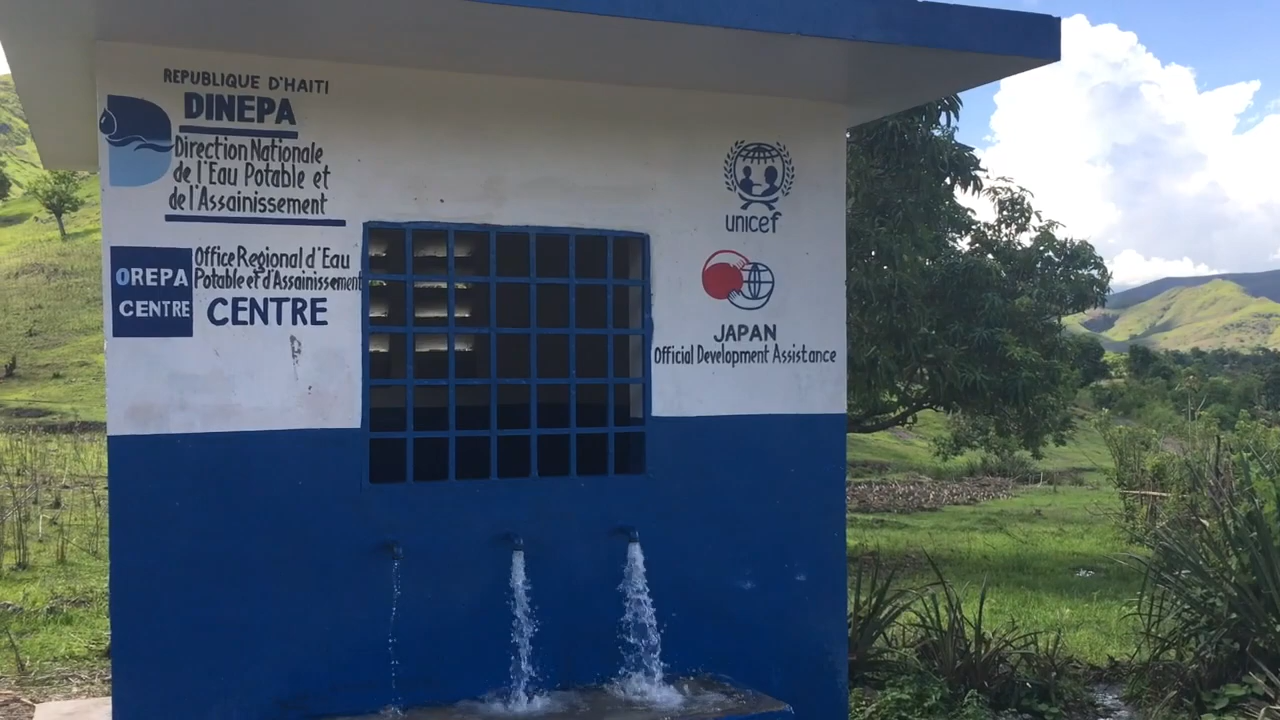 REPUBLIQUE D'HAITI
DINEPA
Direction Nationale
de l'Eau Potable et
de l'Assainissement
OREPA
CENTRE
Office Regional d'Eau
Potable et d'Assainissement
CENTRE
unicef
JAPAN
Official Development Assistance